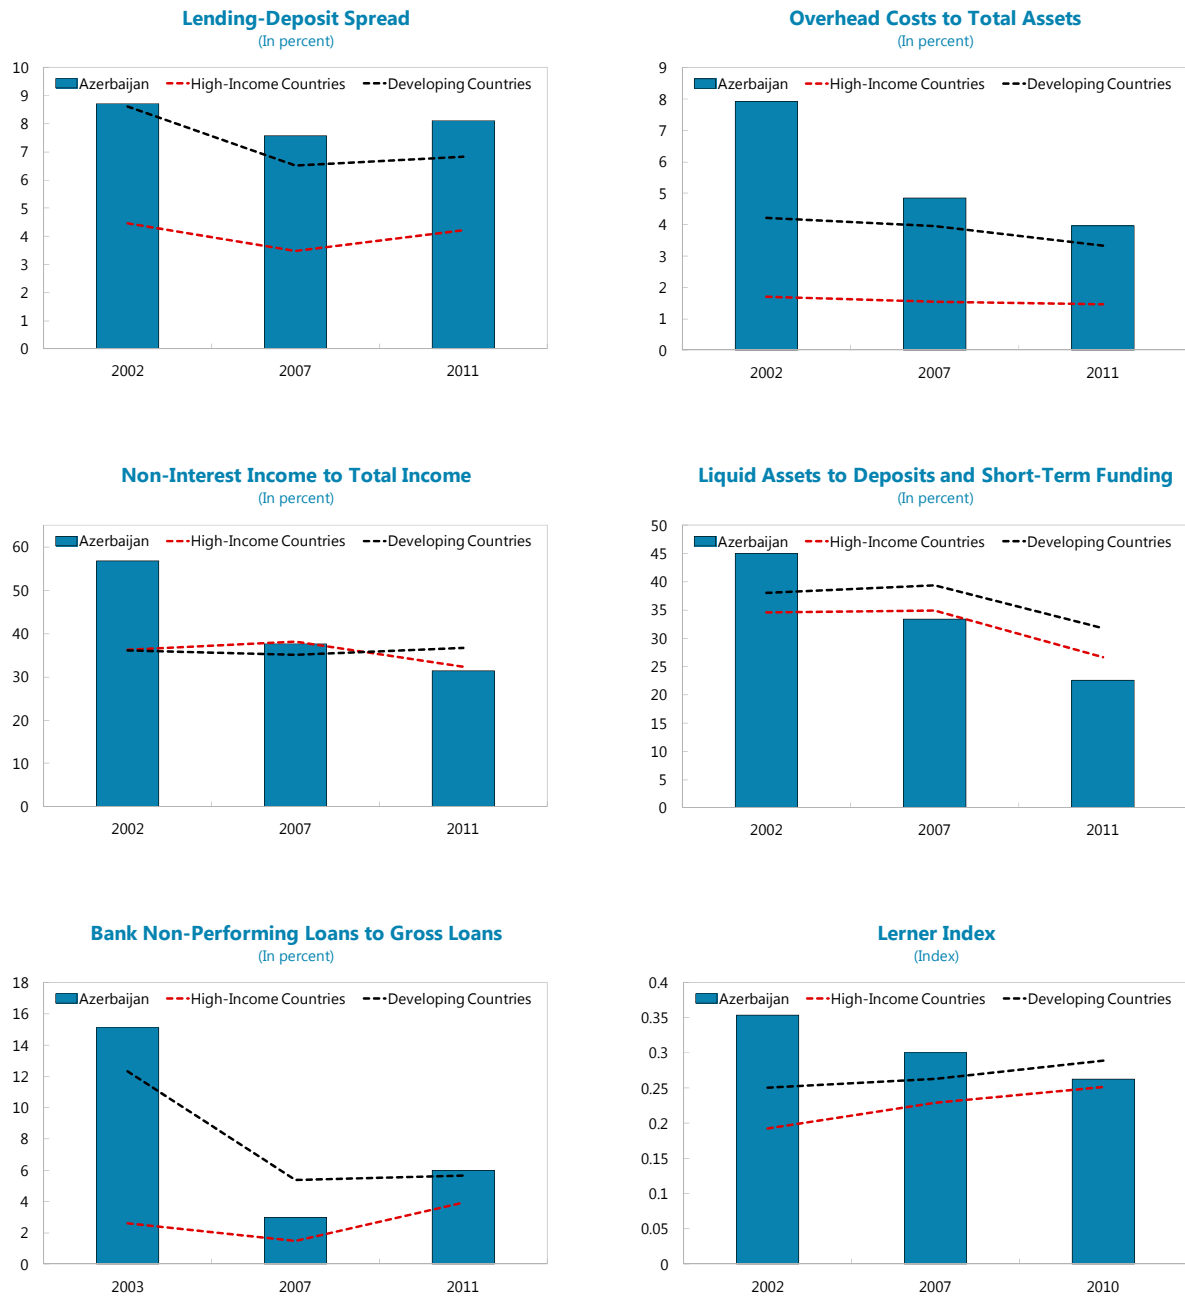 Lending-Deposit Spread
(In percent)
Azerbaijan High-Income Countries Developing Countries
10
9
8
7
6
5
4
3
2
1
0
2002 2007 2011
Overhead Costs to Total Assets
(In percent)
Azerbaijan High-Income Countries Developing Countries
9
8
7
6
5
4
3
2
1
0
2002 2007 2011
Non-Interest Income to Total Income
(In percent)
Azerbaijan High-Income Countries Developing Countries
60
50
40
30
20
10
0
2002 2007 2011
Liquid Assets to Deposits and Short-Term Funding
(In percent)
Azerbaijan High-Income Countries Developing Countries
50
45
40
35
30
25
20
15
10
5
0
2002 2007 2011
Bank Non-Performing Loans to Gross Loans
(In percent)
Azerbaijan High-Income Countries Developing Countries
18
16
14
12
10
8
6
4
2
0
2003 2007 2011
Lerner Index
(Index)
Azerbaijan High-Income Countries Developing Countries
0.4
0.35
0.3
0.25
0.2
0.15
0.1
0.05
0
2002 2007 2010